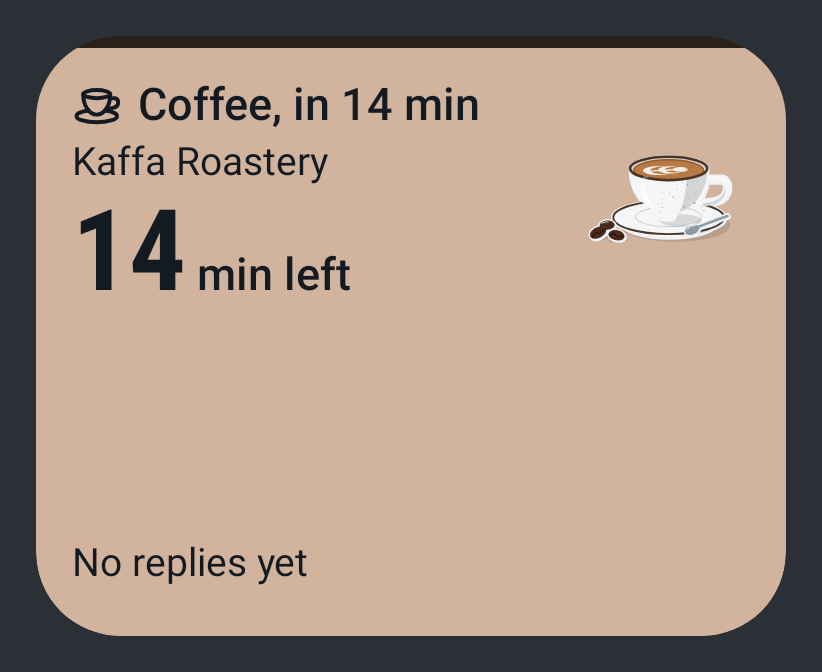 Coffee, in 14 min
Kaffa Roastery
14 min left
No replies yet